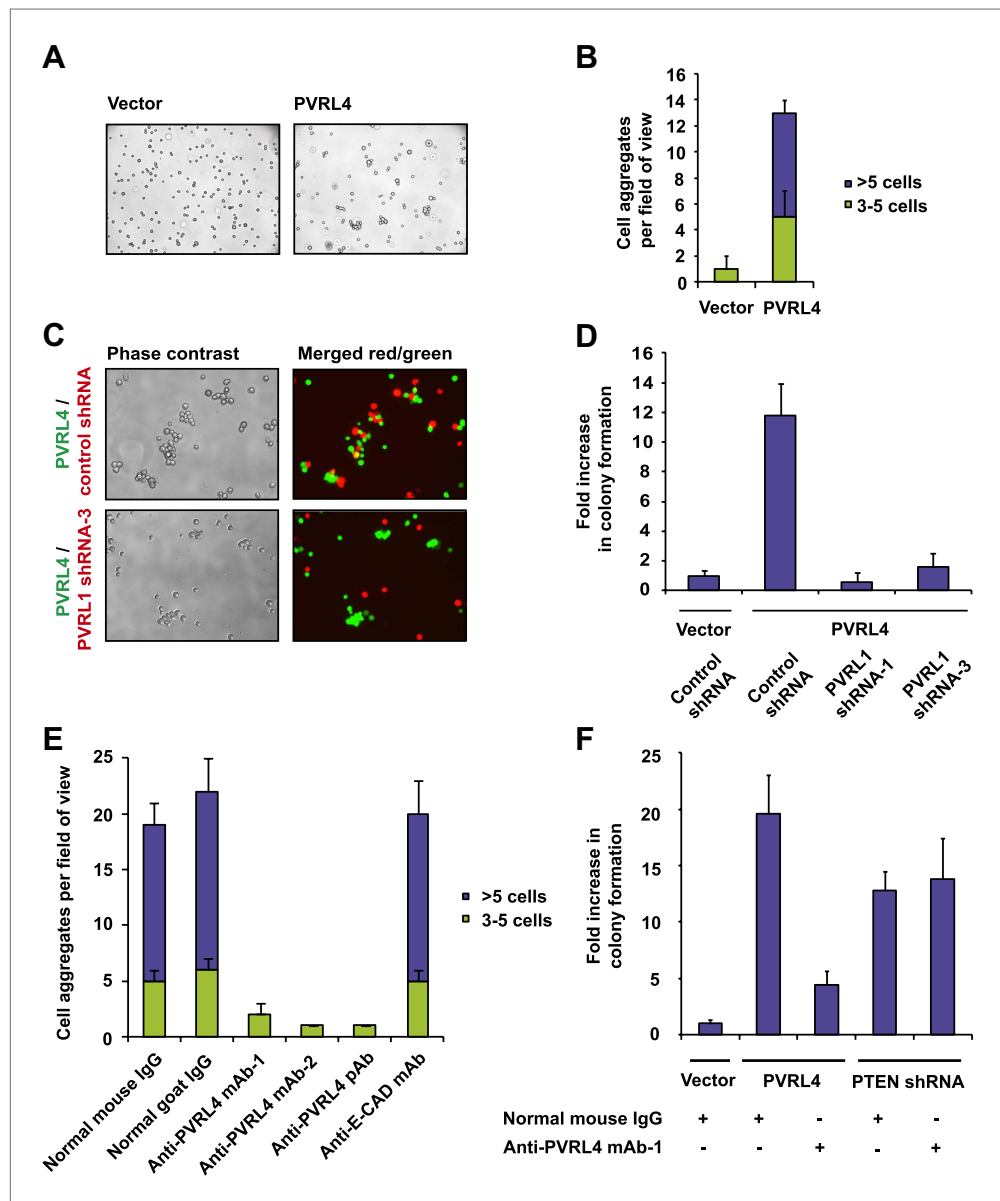 A
Vector
PVRL4
B
Cell aggregates
per field of view
16
14
12
10
8
6
4
2
0
>5 cells
3-5 cells
Vector
PVRL4
C
Phase contrast
Merged red/green
PVRL4 /
control shRNA
PVRL4 /
PVRL1 shRNA-3
D
Fold increase
in colony formation
16
14
12
10
8
6
4
2
0
Vector
PVRL4
Control
shRNA
Control
shRNA
PVRL1
shRNA-1
PVRL1
shRNA-3
E
Cell aggregates per field of view
25
20
15
10
5
0
>5 cells
3-5 cells
Normal mouse IgG
Normal goat IgG
Anti-PVRL4 mAb-1
Anti-PVRL4 mAb-2
Anti-PVRL4 pAb
Anti-E-CAD mAb
F
Fold increase in
colony formation
25
20
15
10
5
0
Vector
PVRL4
PTEN shRNA
Normal mouse IgG + + - + -
Anti-PVRL4 mAb-1 - - + - +